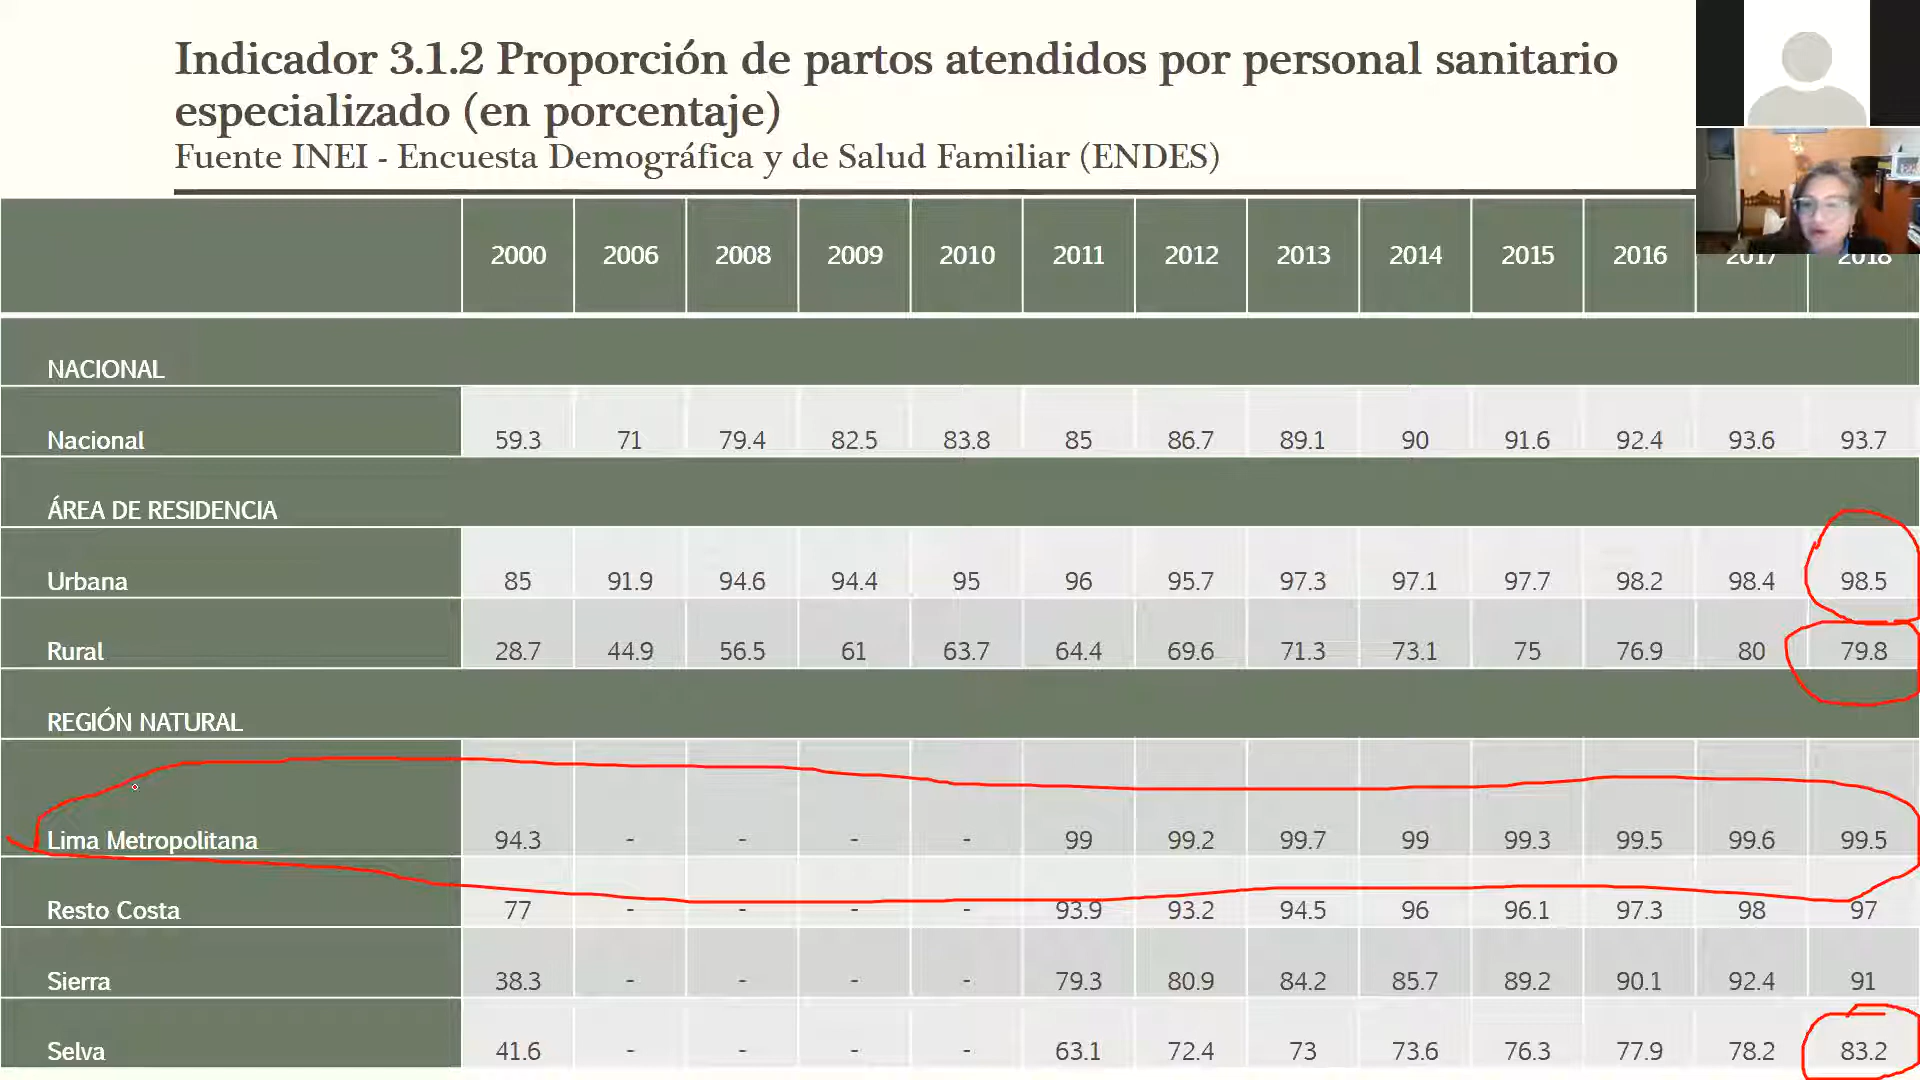 Indicador 3.1.2 Proporción de partos atendidos por personal sanitario
especializado (en porcentaje)
Fuente INEI - Encuesta Demográfica y de Salud Familiar (ENDES)
2000 2006 2008 2009 2010 2011 2012 2013 2014 2015 2016 2017 2018
NACIONAL
Nacional 59.3 71 79.4 82.5 83.8 85 86.7 89.1 90 91.6 92.4 93.6 93.7
ÁREA DE RESIDENCIA
Urbana 85 91.9 94.6 94.4 95 96 95.7 97.3 97.1 97.7 98.2 98.4 98.5
Rural 28.7 44.9 56.5 61 63.7 64.4 69.6 71.3 73.1 75 76.9 80 79.8
REGIÓN NATURAL
Lima Metropolitana 94.3 - - - - 99 99.2 99.7 99 99.3 99.5 99.6 99.5
Resto Costa 77 - - - - 93.9 93.2 94.5 96 96.1 97.3 98 97
Sierra 38.3 - - - - 79.3 80.9 84.2 85.7 89.2 90.1 92.4 91
Selva 41.6 - - - - 63.1 72.4 73 73.6 76.3 77.9 78.2 83.2